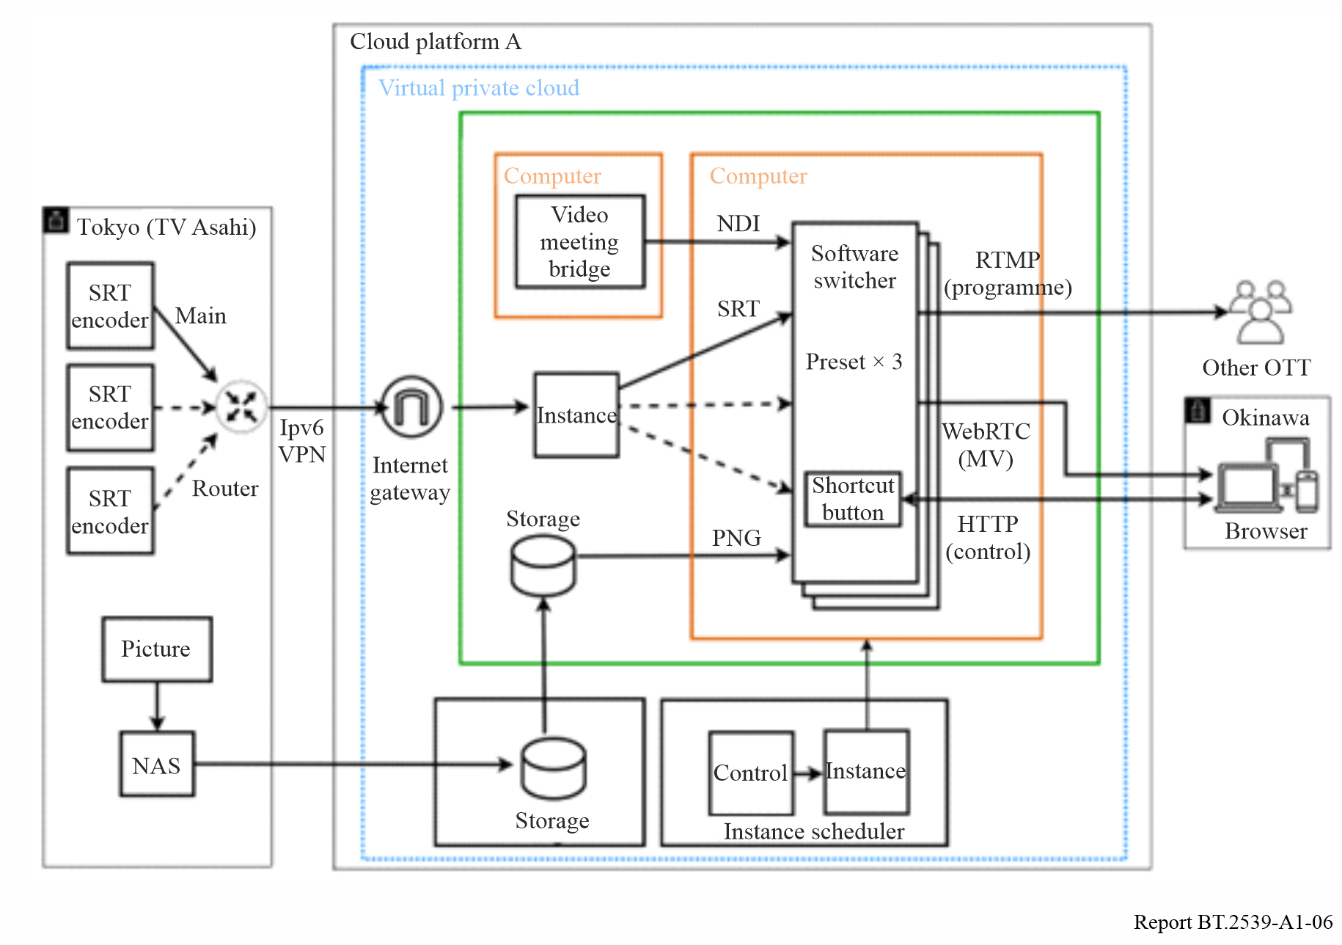 Cloud platform A
Virtual private cloud
Computer
Computer
Video
meeting
bridge
NDI
Software
switcher
RTMP
(programme)
Tokyo (TV Asahi)
SRT
encoder
Main
SRT
Preset × 3
Other OTT
SRT
encoder
Instance
Ipv6
VPN
Internet
gateway
WebRTC
(MV)
Okinawa
SRT
encoder
Router
Shortcut
button
Storage
PNG
HTTP
(control)
Browser
Picture
NAS
Storage
Control
Instance
Instance scheduler
Report BT.2539-A1-06